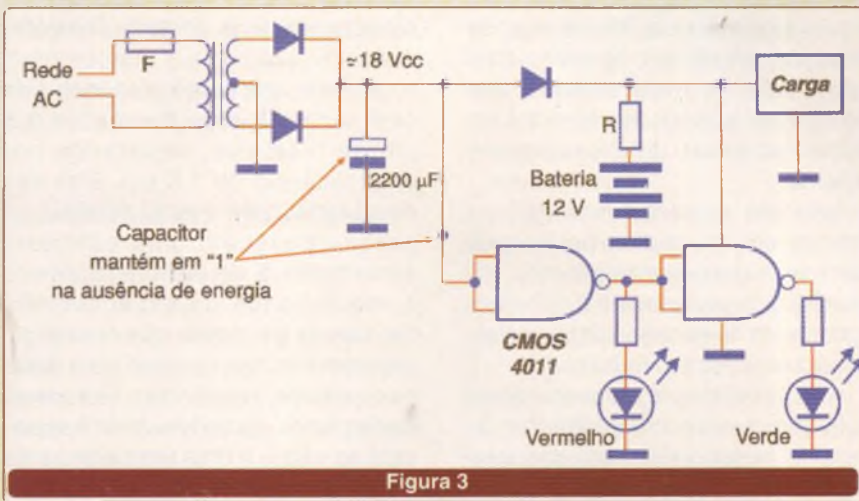 F
Rede
AC
≈18 Vcc
2200 µF
Capacitor
mantém em "1"
na ausência de energia
R
Bateria
12 V
Carga
CMOS
4011
Vermelho
Verde
Figura 3